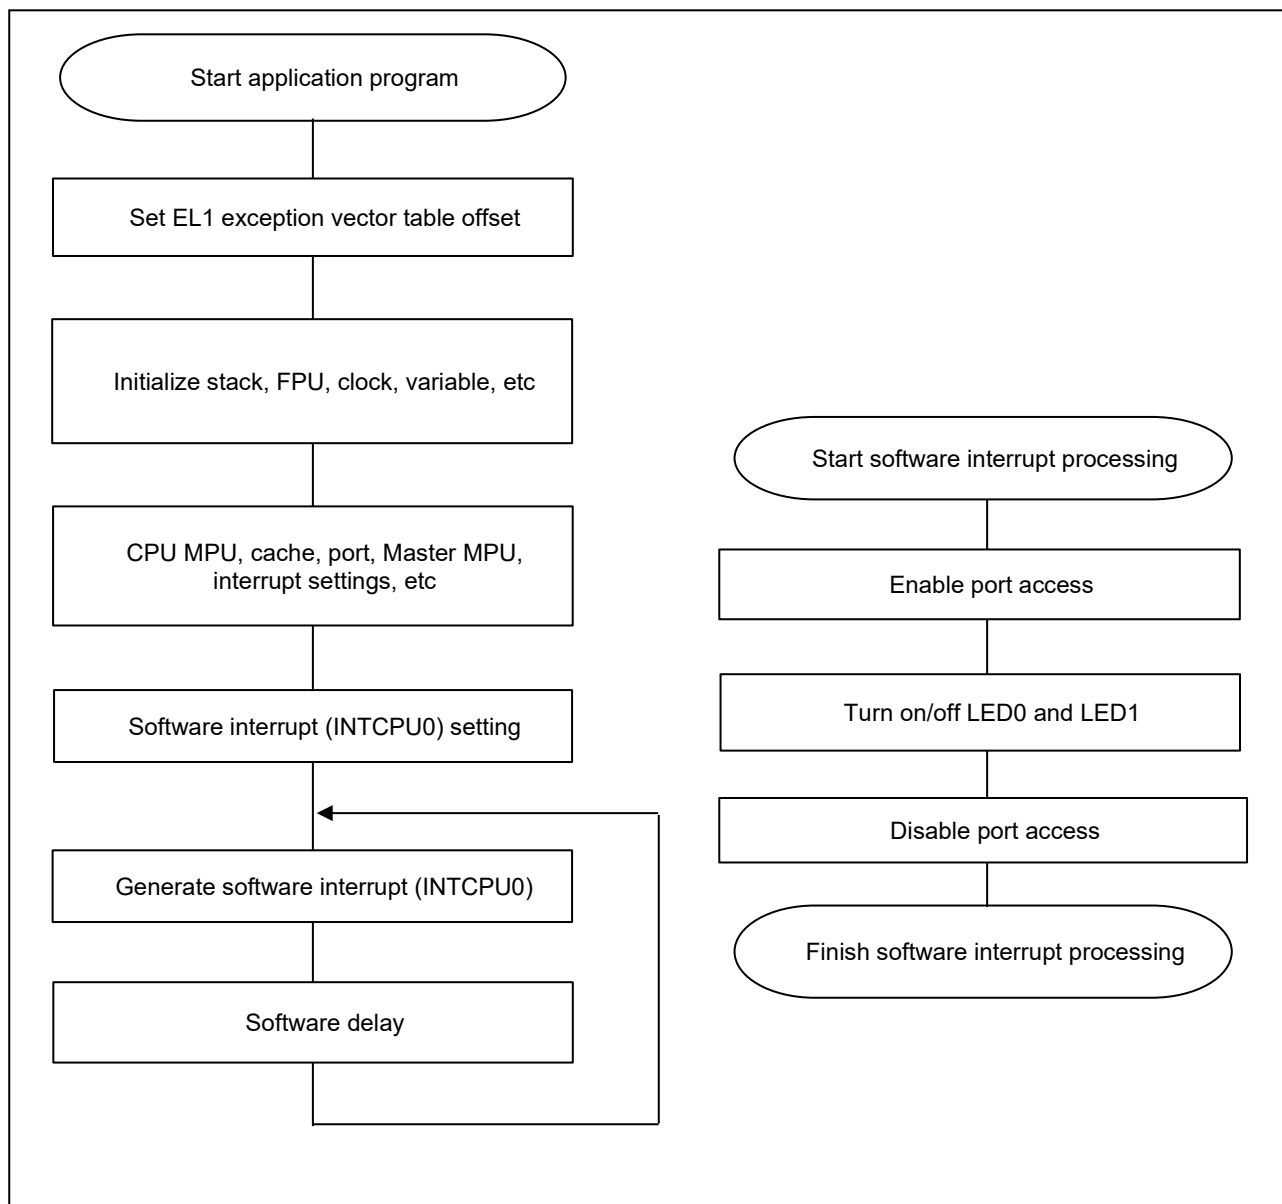 Start application program
Set EL1 exception vector table offset
Initialize stack, FPU, clock, variable, etc
CPU MPU, cache, port, Master MPU,
interrupt settings, etc
Software interrupt (INTCPU0) setting
Generate software interrupt (INTCPU0)
Software delay
Start software interrupt processing
Enable port access
Turn on/off LED0 and LED1
Disable port access
Finish software interrupt processing